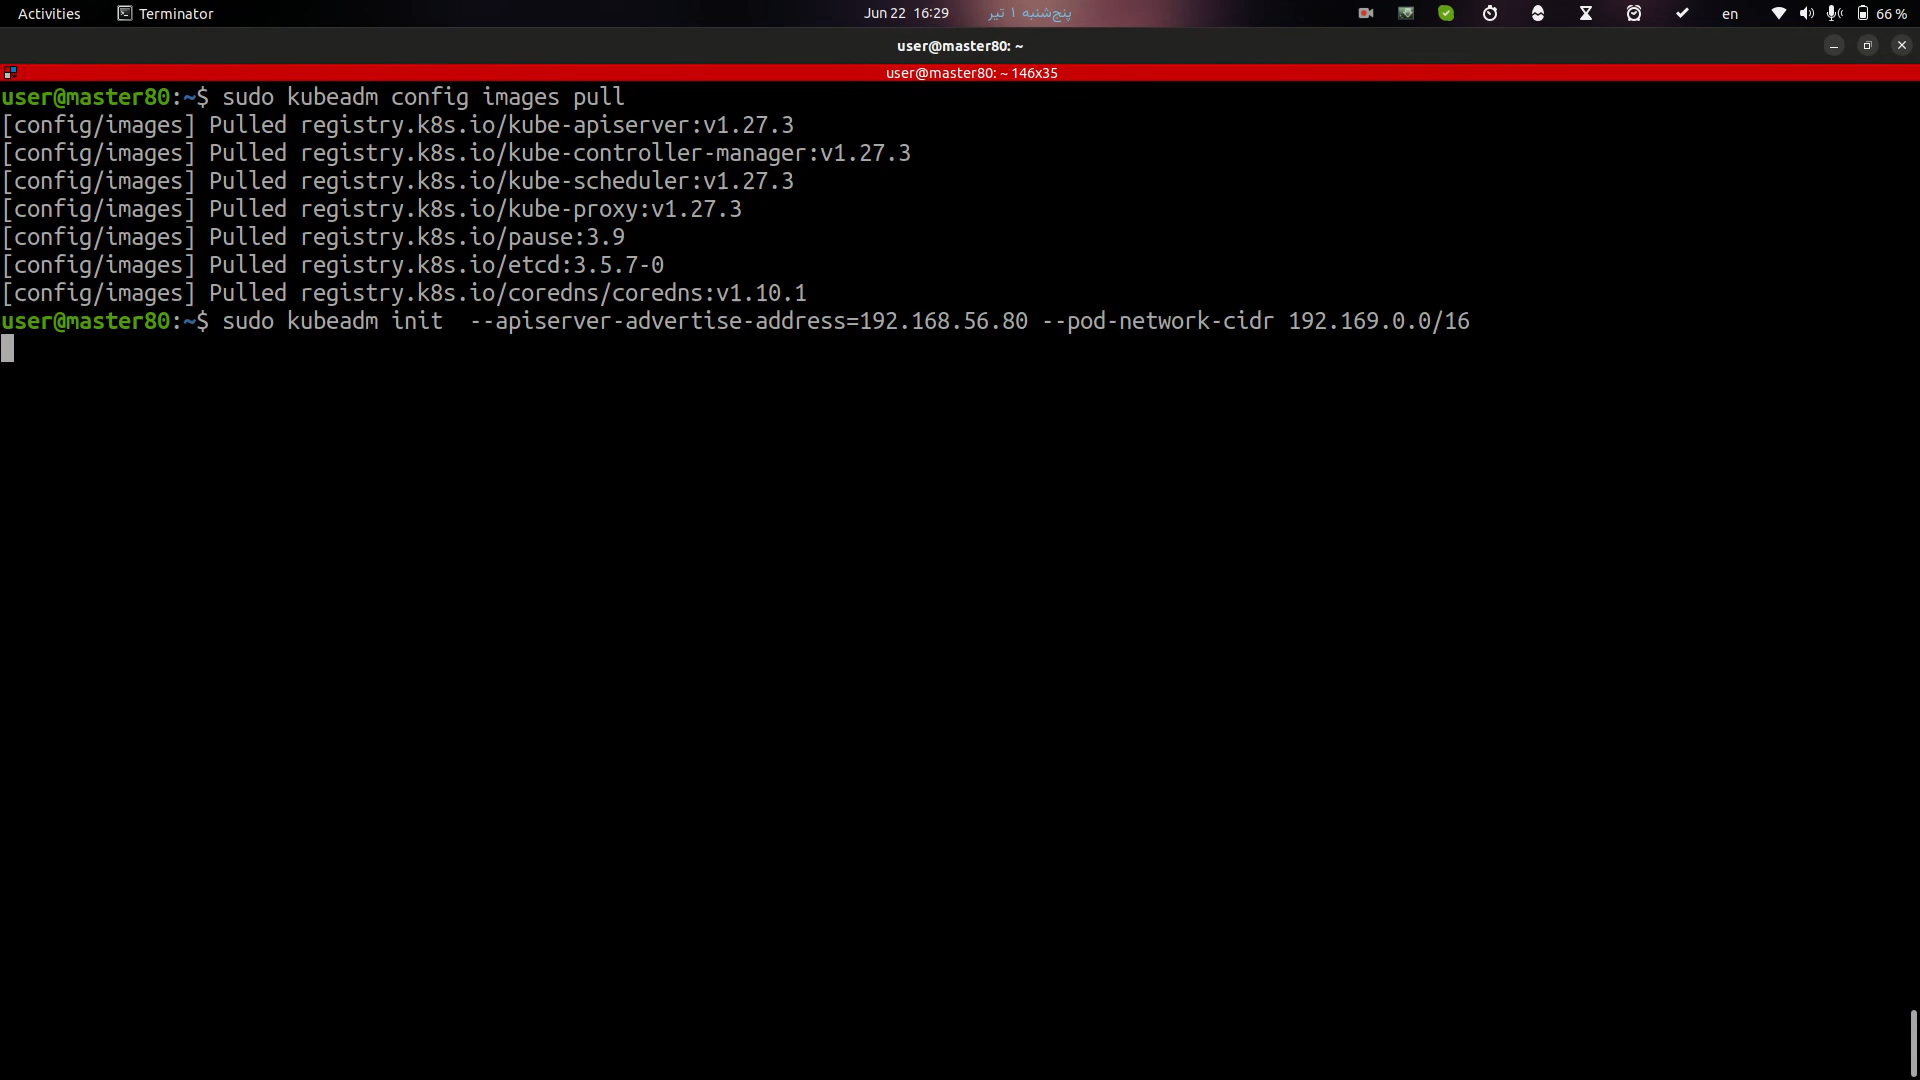 Activities Terminator Jun 22 16:29 پنج‌شنبه ۱ تیر en 66 %
user@master80: ~
user@master80: ~ 146x35
user@master80:~$ sudo kubeadm config images pull
[config/images] Pulled registry.k8s.io/kube-apiserver:v1.27.3
[config/images] Pulled registry.k8s.io/kube-controller-manager:v1.27.3
[config/images] Pulled registry.k8s.io/kube-scheduler:v1.27.3
[config/images] Pulled registry.k8s.io/kube-proxy:v1.27.3
[config/images] Pulled registry.k8s.io/pause:3.9
[config/images] Pulled registry.k8s.io/etcd:3.5.7-0
[config/images] Pulled registry.k8s.io/coredns/coredns:v1.10.1
user@master80:~$ sudo kubeadm init  --apiserver-advertise-address=192.168.56.80 --pod-network-cidr 192.169.0.0/16